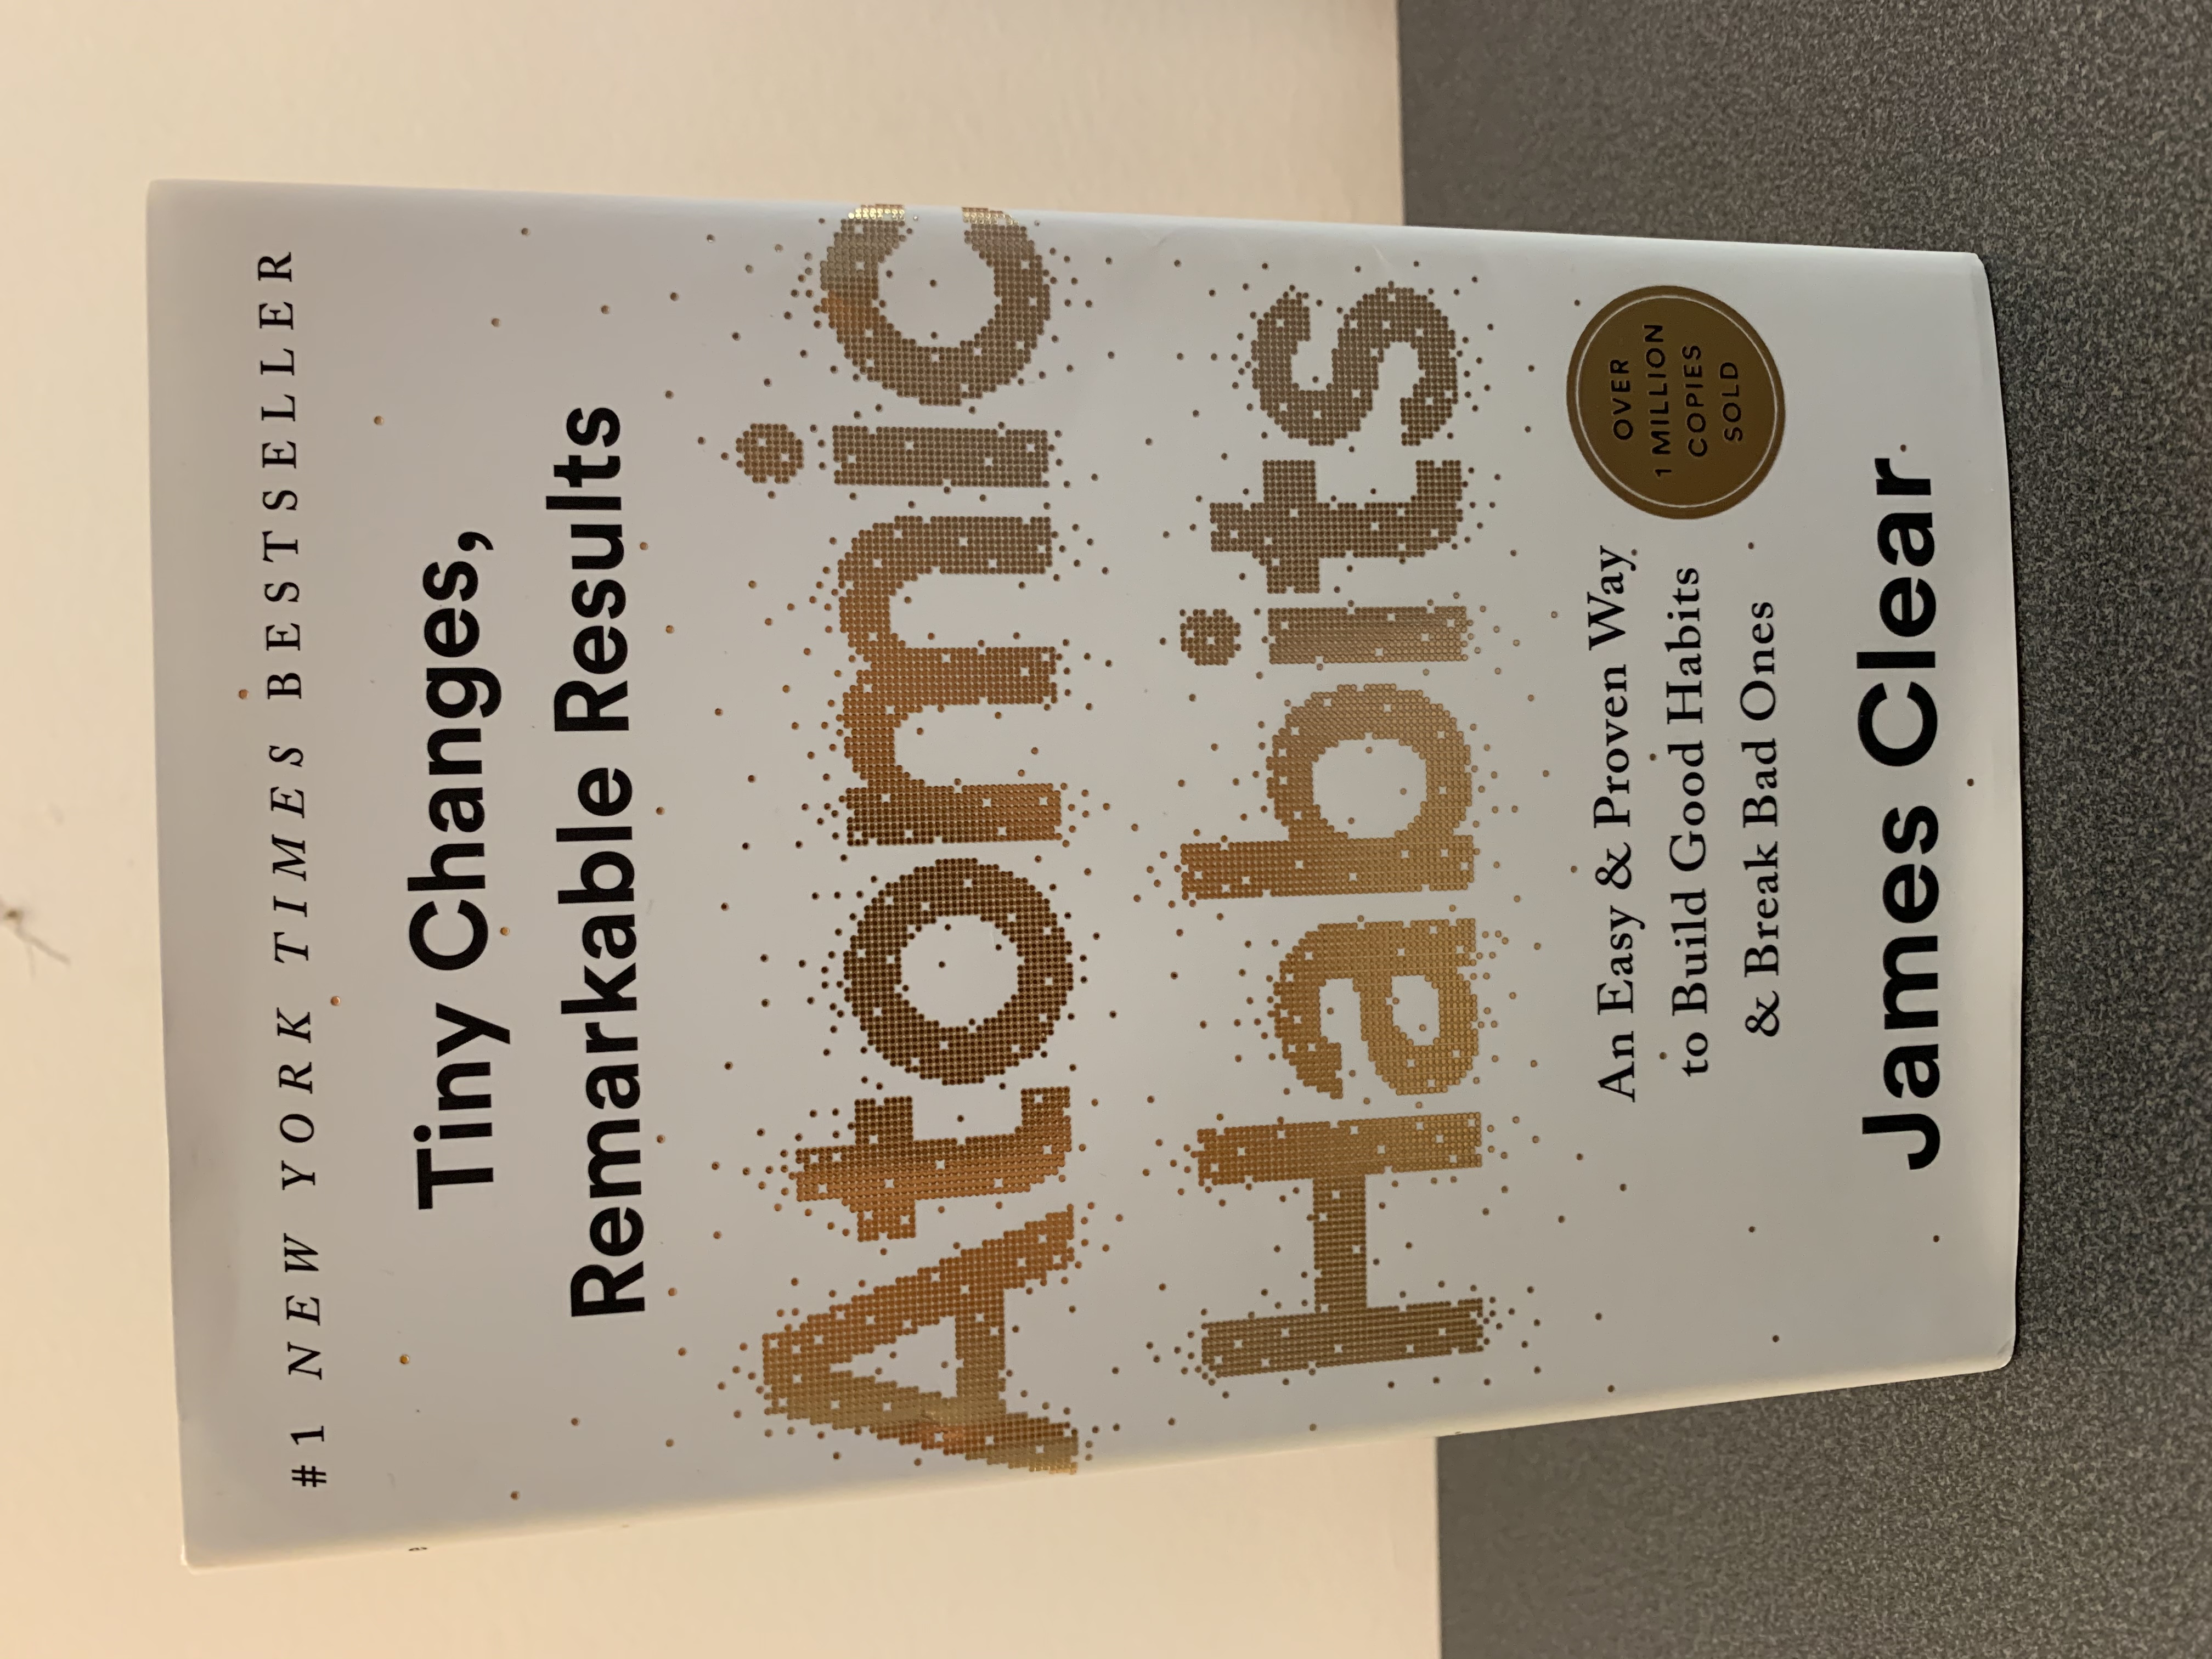 #1 NEW YORK TIMES BESTSELLER
Tiny Changes,
Remarkable Results
Atomic
Habits
An Easy & Proven Way
to Build Good Habits
& Break Bad Ones
OVER
1 MILLION
COPIES
SOLD
James Clear